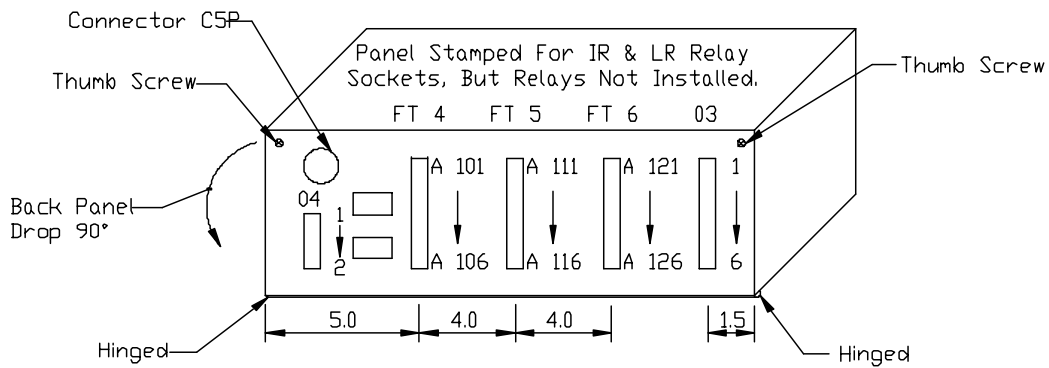 Connector C5P
Panel Stamped For IR & LR Relay
Sockets, But Relays Not Installed.
Thumb Screw
Thumb Screw
FT 4 FT 5 FT 6 03
A 101 A 111 A 121 1
04
1
Back Panel
Drop 90°
2
A 106 A 116 A 126 6
5.0 4.0 4.0 1.5
Hinged
Hinged